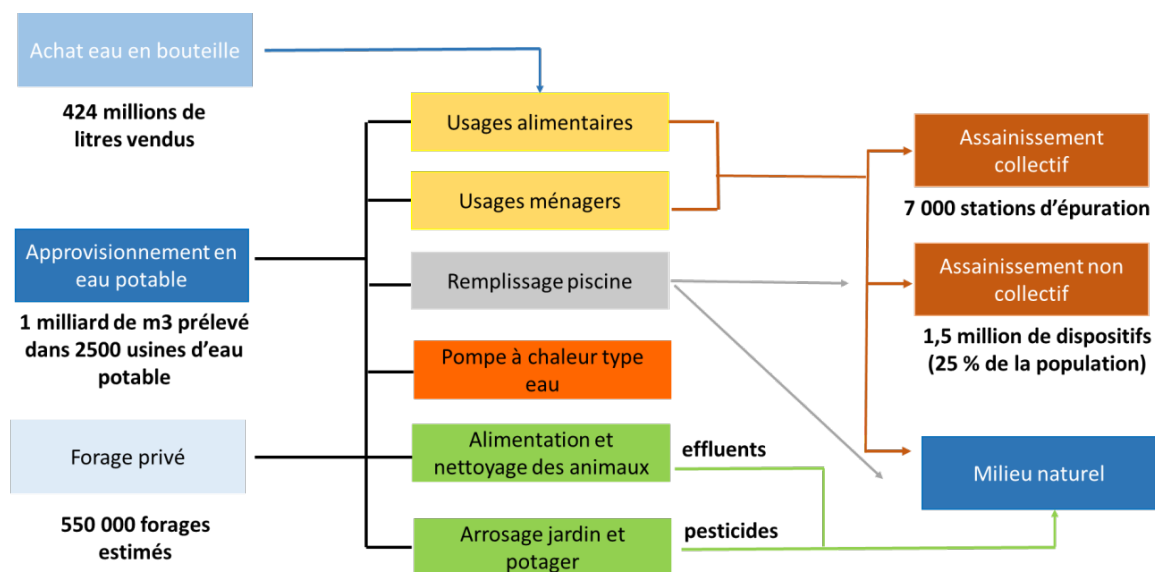 Achat eau en bouteille
424 millions de
litres vendus
Approvisionnement en
eau potable
1 milliard de m3 prélevé
dans 2500 usines d'eau
potable
Forage privé
550 000 forages
estimés
Usages alimentaires
Usages ménagers
Remplissage piscine
Pompe à chaleur type
eau
Alimentation et
nettoyage des animaux
Arrosage jardin et
potager
effluents
pesticides
Assainissement
collectif
7 000 stations d'épuration
Assainissement non
collectif
1,5 million de dispositifs
(25 % de la population)
Milieu naturel